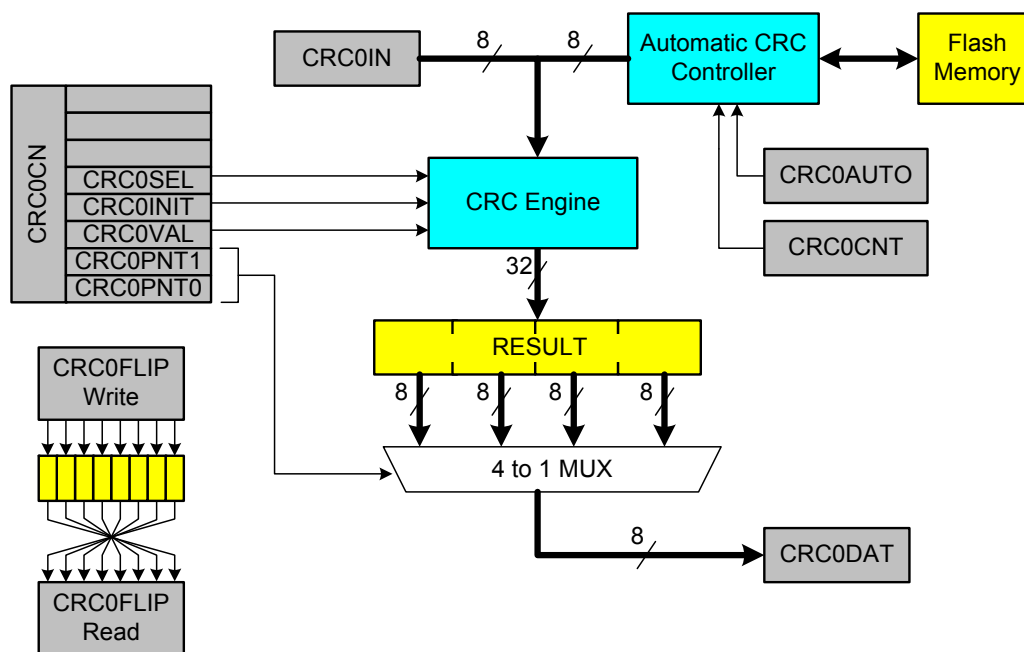 CRC0IN
8
8
Automatic CRC
Controller
Flash
Memory
CRC0CN
CRC0SEL
CRC0INIT
CRC0VAL
CRC0PNT1
CRC0PNT0
CRC Engine
CRC0AUTO
CRC0CNT
32
RESULT
8
8
8
8
4 to 1 MUX
8
CRC0DAT
CRC0FLIP
Write
CRC0FLIP
Read